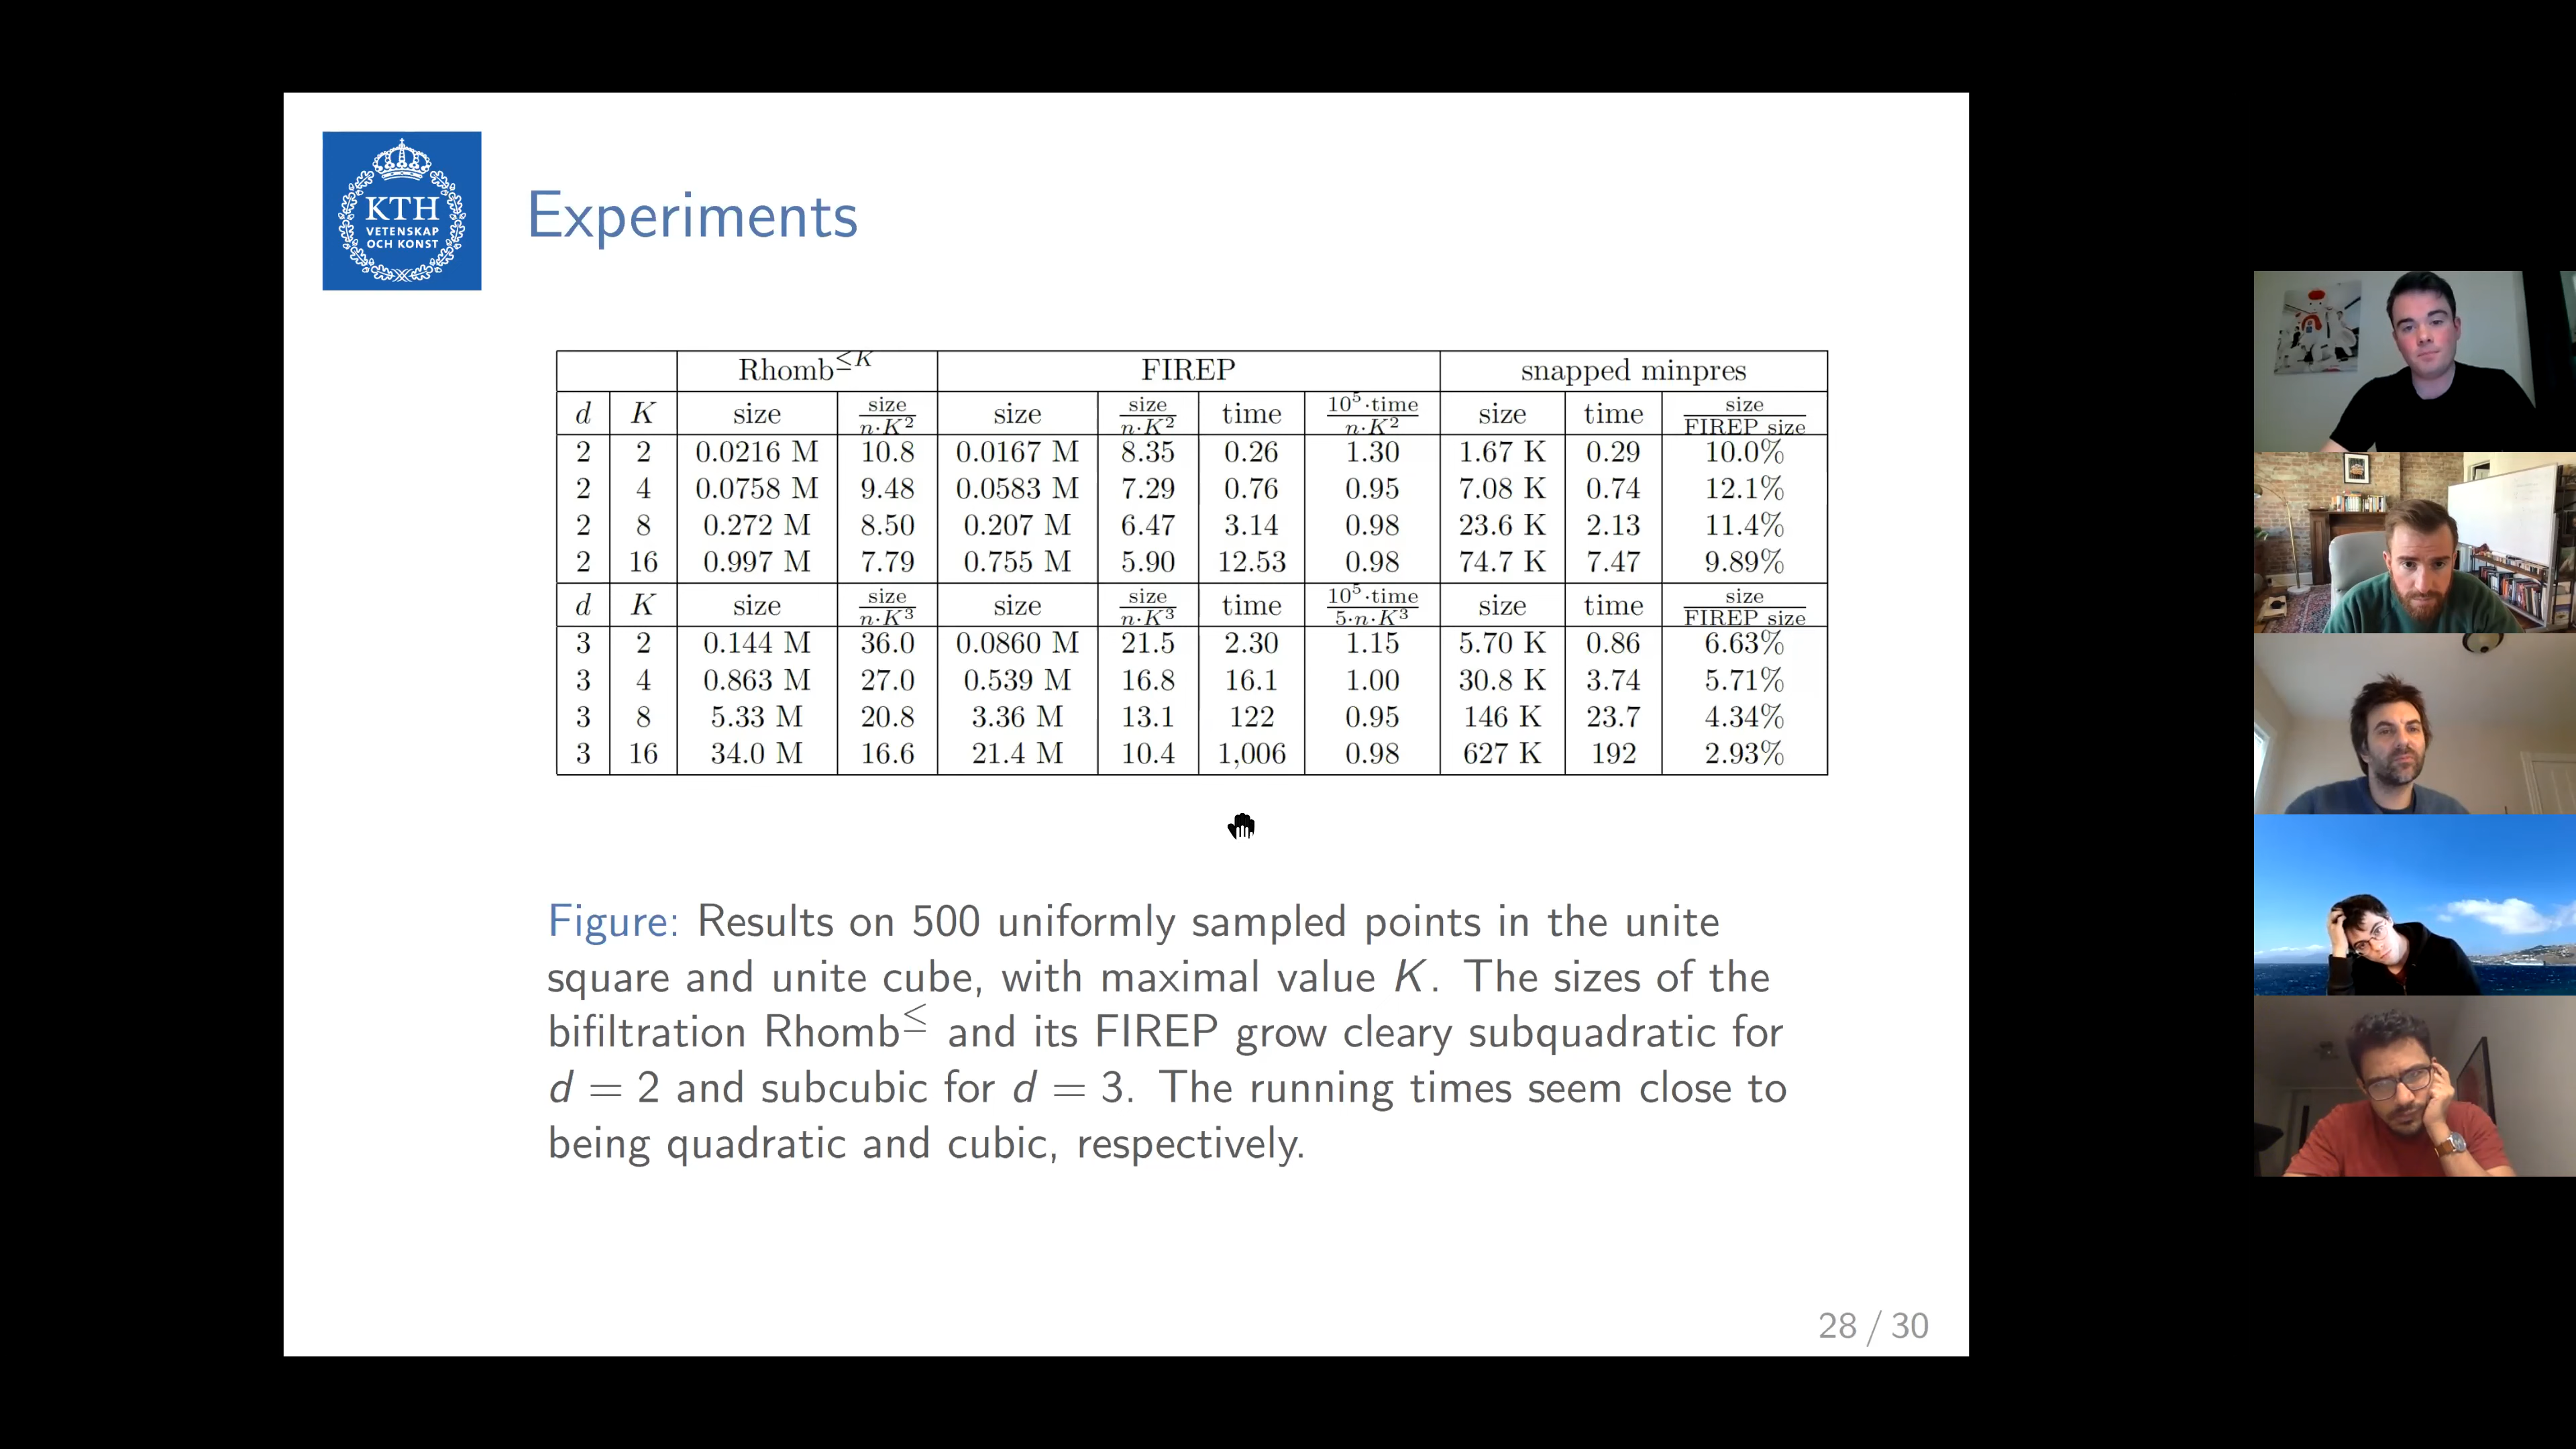 KTH
VETENSKAP
OCH KONST
Experiments
Rhomb≤K FIREP snapped minpres
d K size size/n·K² size size/n·K² time 10⁵·time/n·K² size time size/FIREP size
2 2 0.0216 M 10.8 0.0167 M 8.35 0.26 1.30 1.67 K 0.29 10.0%
2 4 0.0758 M 9.48 0.0583 M 7.29 0.76 0.95 7.08 K 0.74 12.1%
2 8 0.272 M 8.50 0.207 M 6.47 3.14 0.98 23.6 K 2.13 11.4%
2 16 0.997 M 7.79 0.755 M 5.90 12.53 0.98 74.7 K 7.47 9.89%
d K size size/n·K³ size size/n·K³ time 10⁵·time/5·n·K³ size time size/FIREP size
3 2 0.144 M 36.0 0.0860 M 21.5 2.30 1.15 5.70 K 0.86 6.63%
3 4 0.863 M 27.0 0.539 M 16.8 16.1 1.00 30.8 K 3.74 5.71%
3 8 5.33 M 20.8 3.36 M 13.1 122 0.95 146 K 23.7 4.34%
3 16 34.0 M 16.6 21.4 M 10.4 1,006 0.98 627 K 192 2.93%
Figure: Results on 500 uniformly sampled points in the unite
square and unite cube, with maximal value K. The sizes of the
bifiltration Rhomb≤ and its FIREP grow cleary subquadratic for
d = 2 and subcubic for d = 3. The running times seem close to
being quadratic and cubic, respectively.
28 / 30